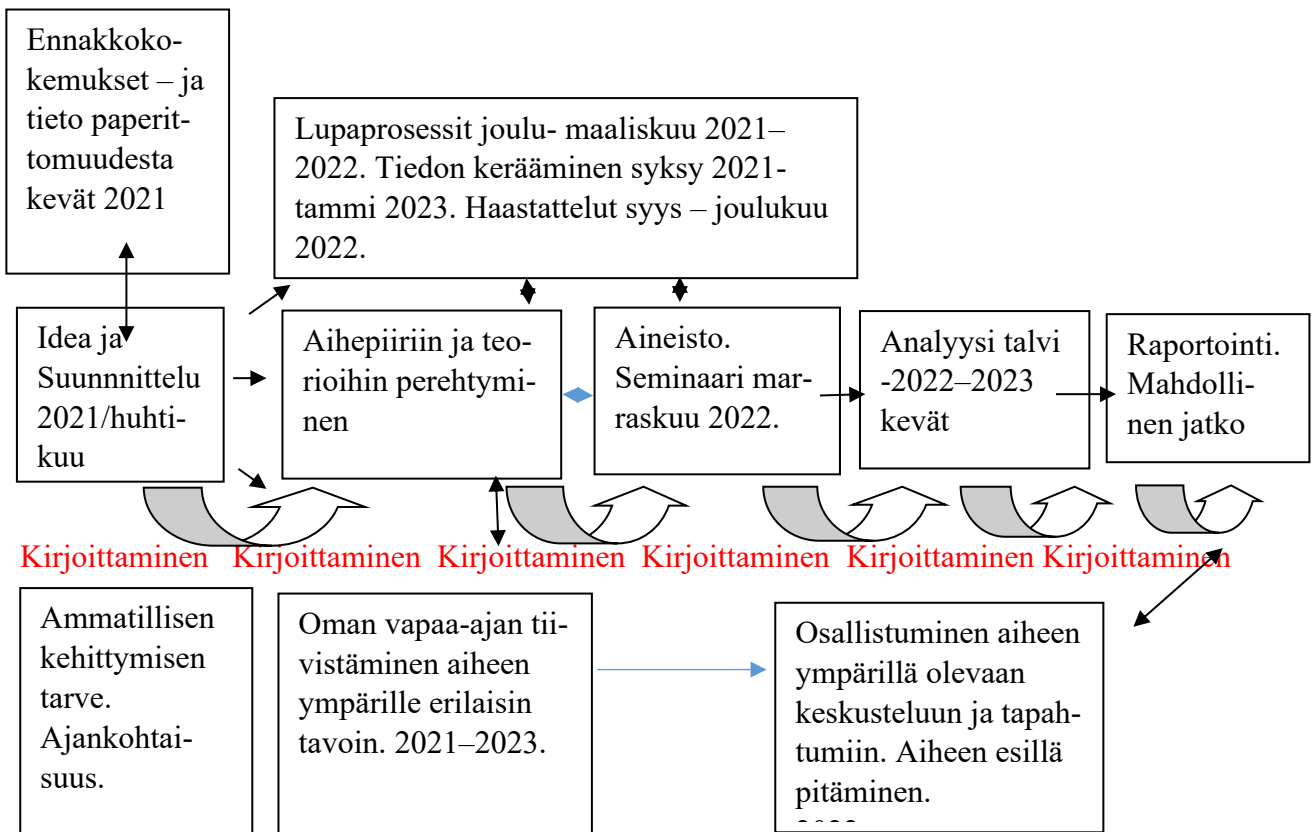 Ennakkoko-
kemukset – ja
tieto paperit-
tomuudesta
kevät 2021
Lupaprosessit joulu- maaliskuu 2021–
2022. Tiedon kerääminen syksy 2021-
tammi 2023. Haastattelut syys – joulukuu
2022.
Idea ja
Suunnnittelu
2021/huhti-
kuu
Aihepiiriin ja teo-
rioihin perehtymi-
nen
Aineisto.
Seminaari mar-
raskuu 2022.
Analyysi talvi
-2022–2023
kevät
Raportointi.
Mahdolli-
nen jatko
Kirjoittaminen Kirjoittaminen Kirjoittaminen Kirjoittaminen Kirjoittaminen Kirjoittaminen
Ammatillisen
kehittymisen
tarve.
Ajankohtai-
suus.
Oman vapaa-ajan tii-
vistäminen aiheen
ympärille erilaisin
tavoin. 2021–2023.
Osallistuminen aiheen
ympärillä olevaan
keskusteluun ja tapah-
tumiin. Aiheen esillä
pitäminen.